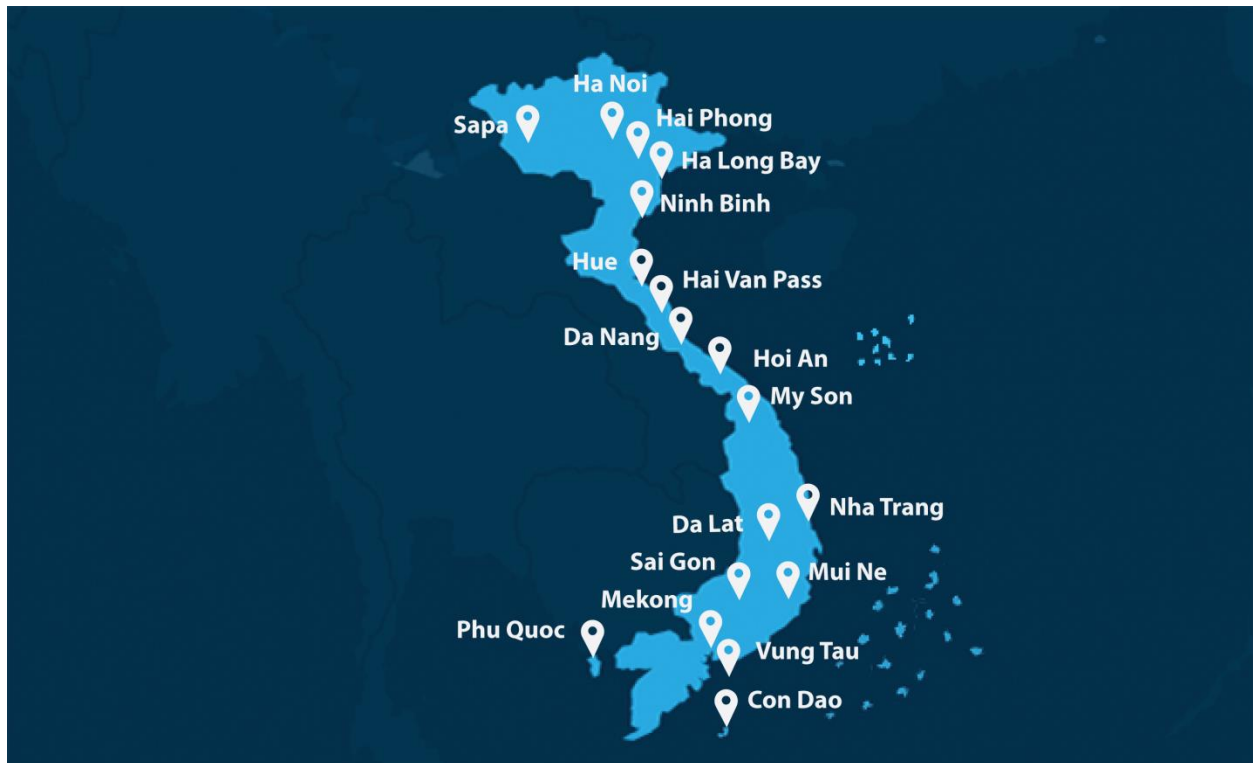 Ha Noi
Sapa
Hai Phong
Ha Long Bay
Ninh Binh
Hue
Hai Van Pass
Da Nang
Hoi An
My Son
Nha Trang
Da Lat
Sai Gon
Mui Ne
Mekong
Phu Quoc
Vung Tau
Con Dao